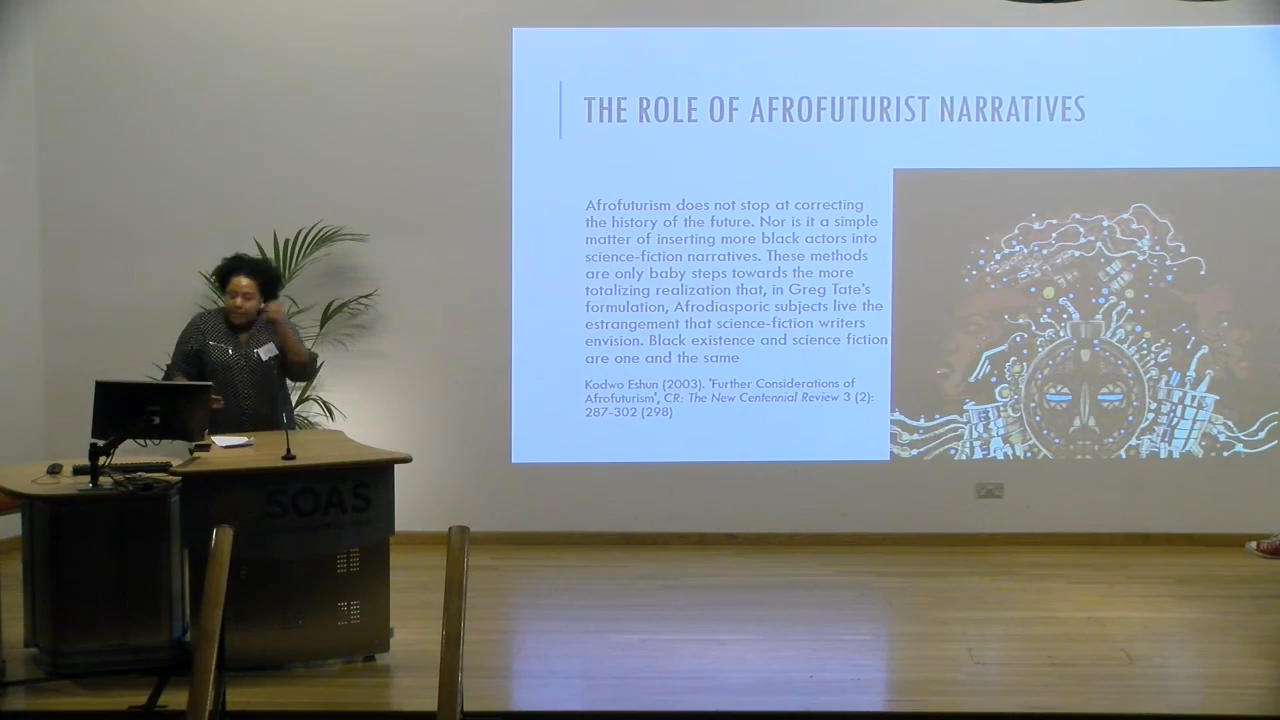 THE ROLE OF AFROFUTURIST NARRATIVES
Afrofuturism does not stop at correcting
the history of the future. Nor is it a simple
matter of inserting more black actors into
science-fiction narratives. These methods
are only baby steps towards the more
totalizing realization that, in Greg Tate's
formulation, Afrodiasporic subjects live the
estrangement that science-fiction writers
envision. Black existence and science fiction
are one and the same
Kodwo Eshun (2003). 'Further Considerations of
Afrofuturism', CR: The New Centennial Review 3 (2):
287-302 (298)
SOAS